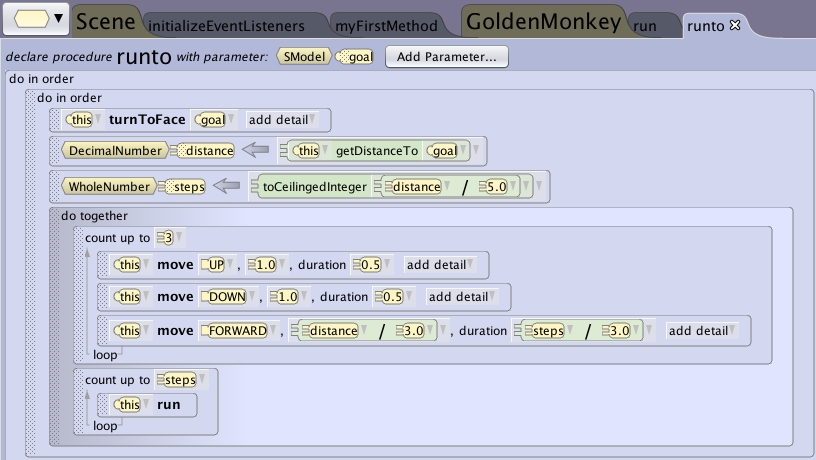 Scene initializeEventListeners myFirstMethod GoldenMonkey run runto
declare procedure runto with parameter: SModel goal Add Parameter...
do in order
do in order
this turnToFace goal add detail
DecimalNumber distance this getDistanceTo goal
WholeNumber steps toCeilingedInteger distance / 5.0
do together
count up to 3
this move UP , 1.0 , duration 0.5 add detail
this move DOWN , 1.0 , duration 0.5 add detail
this move FORWARD , distance / 3.0 , duration steps / 3.0 add detail
loop
count up to steps
this run
loop